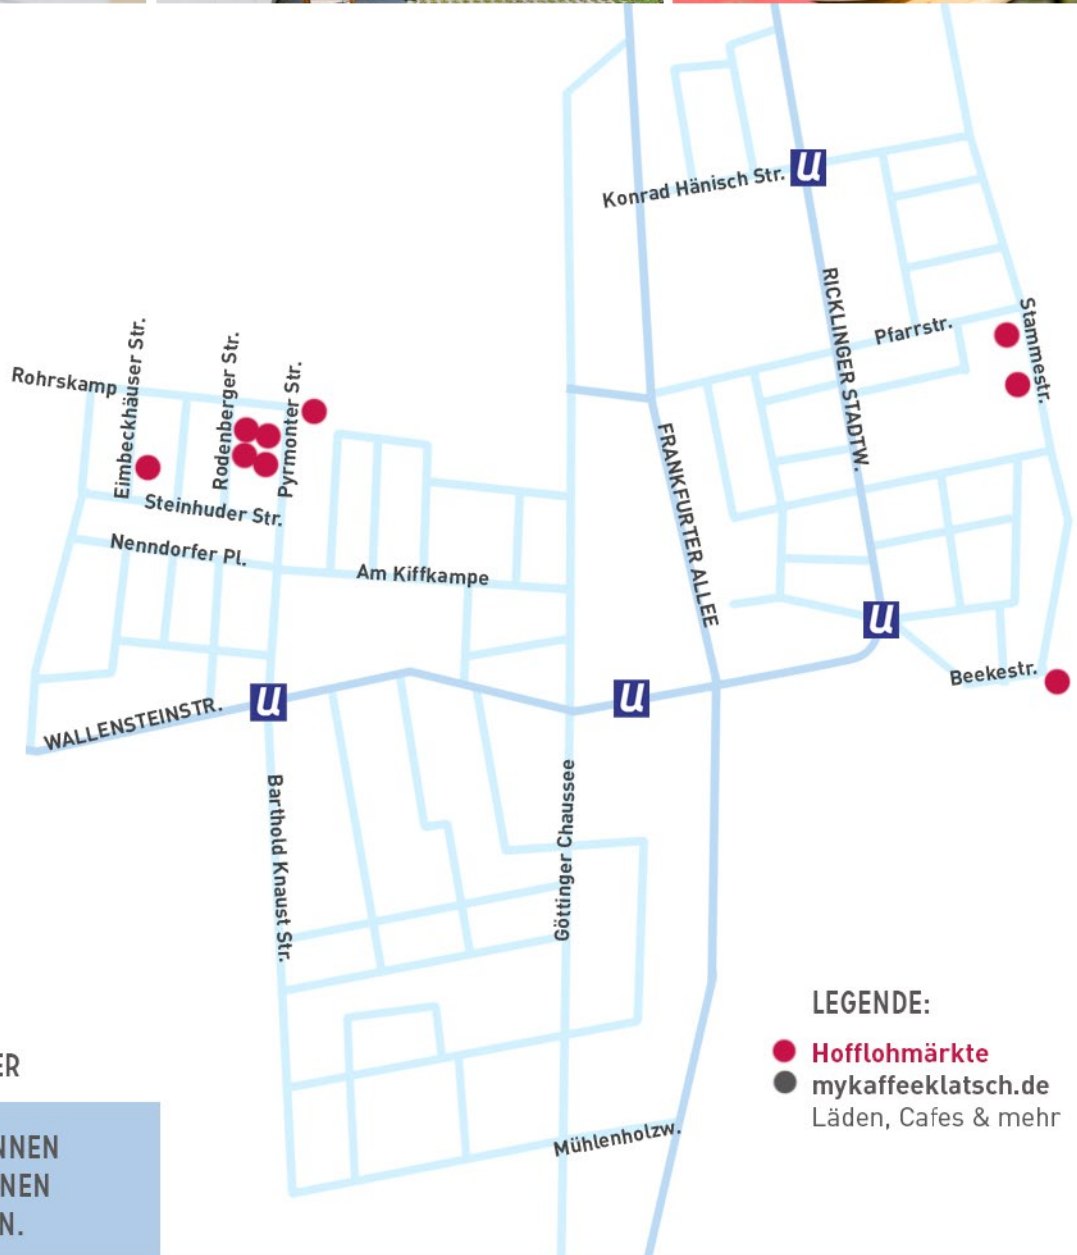 U
Konrad Hänisch Str.
RICKLINGER STADTW.
Stammestr.
Pfarrstr.
Rohrskamp
Eimbeckhäuser Str.
Rodenberger Str.
Pyrmonter Str.
Steinhuder Str.
Nenndorfer Pl.
Am Kiffkampe
FRANKFURTER ALLEE
U
Beekestr.
WALLENSTEINSTR.
U
U
Barthold Knaust Str.
Göttinger Chaussee
Mühlenholzw.
LEGENDE:
Hofflohmärkte
mykaffeeklatsch.de
Läden, Cafes & mehr
ER
NNEN
NEN
N.